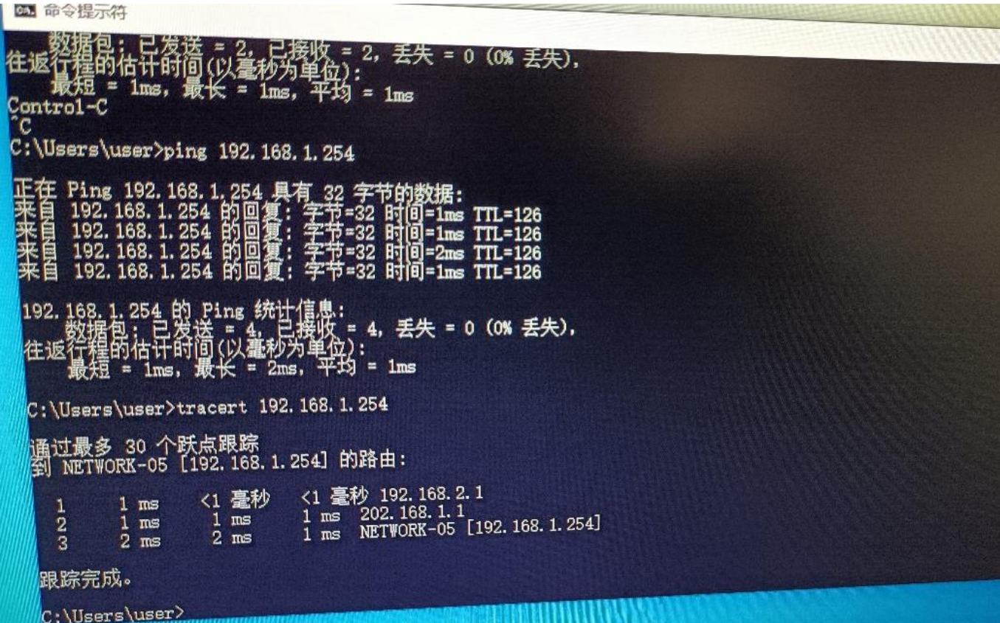 命令提示符
数据包: 已发送 = 2, 已接收 = 2, 丢失 = 0 (0% 丢失),
往返行程的估计时间(以毫秒为单位):
最短 = 1ms, 最长 = 1ms, 平均 = 1ms
Control-C
^C
C:\Users\user>ping 192.168.1.254
正在 Ping 192.168.1.254 具有 32 字节的数据:
来自 192.168.1.254 的回复: 字节=32 时间=1ms TTL=126
来自 192.168.1.254 的回复: 字节=32 时间=1ms TTL=126
来自 192.168.1.254 的回复: 字节=32 时间=2ms TTL=126
来自 192.168.1.254 的回复: 字节=32 时间=1ms TTL=126
192.168.1.254 的 Ping 统计信息:
数据包: 已发送 = 4, 已接收 = 4, 丢失 = 0 (0% 丢失),
往返行程的估计时间(以毫秒为单位):
最短 = 1ms, 最长 = 2ms, 平均 = 1ms
C:\Users\user>tracert 192.168.1.254
通过最多 30 个跃点跟踪
到 NETWORK-05 [192.168.1.254] 的路由:
1 1 ms <1 毫秒 <1 毫秒 192.168.2.1
2 1 ms 1 ms 1 ms 202.168.1.1
3 2 ms 2 ms 1 ms NETWORK-05 [192.168.1.254]
跟踪完成。
C:\Users\user>